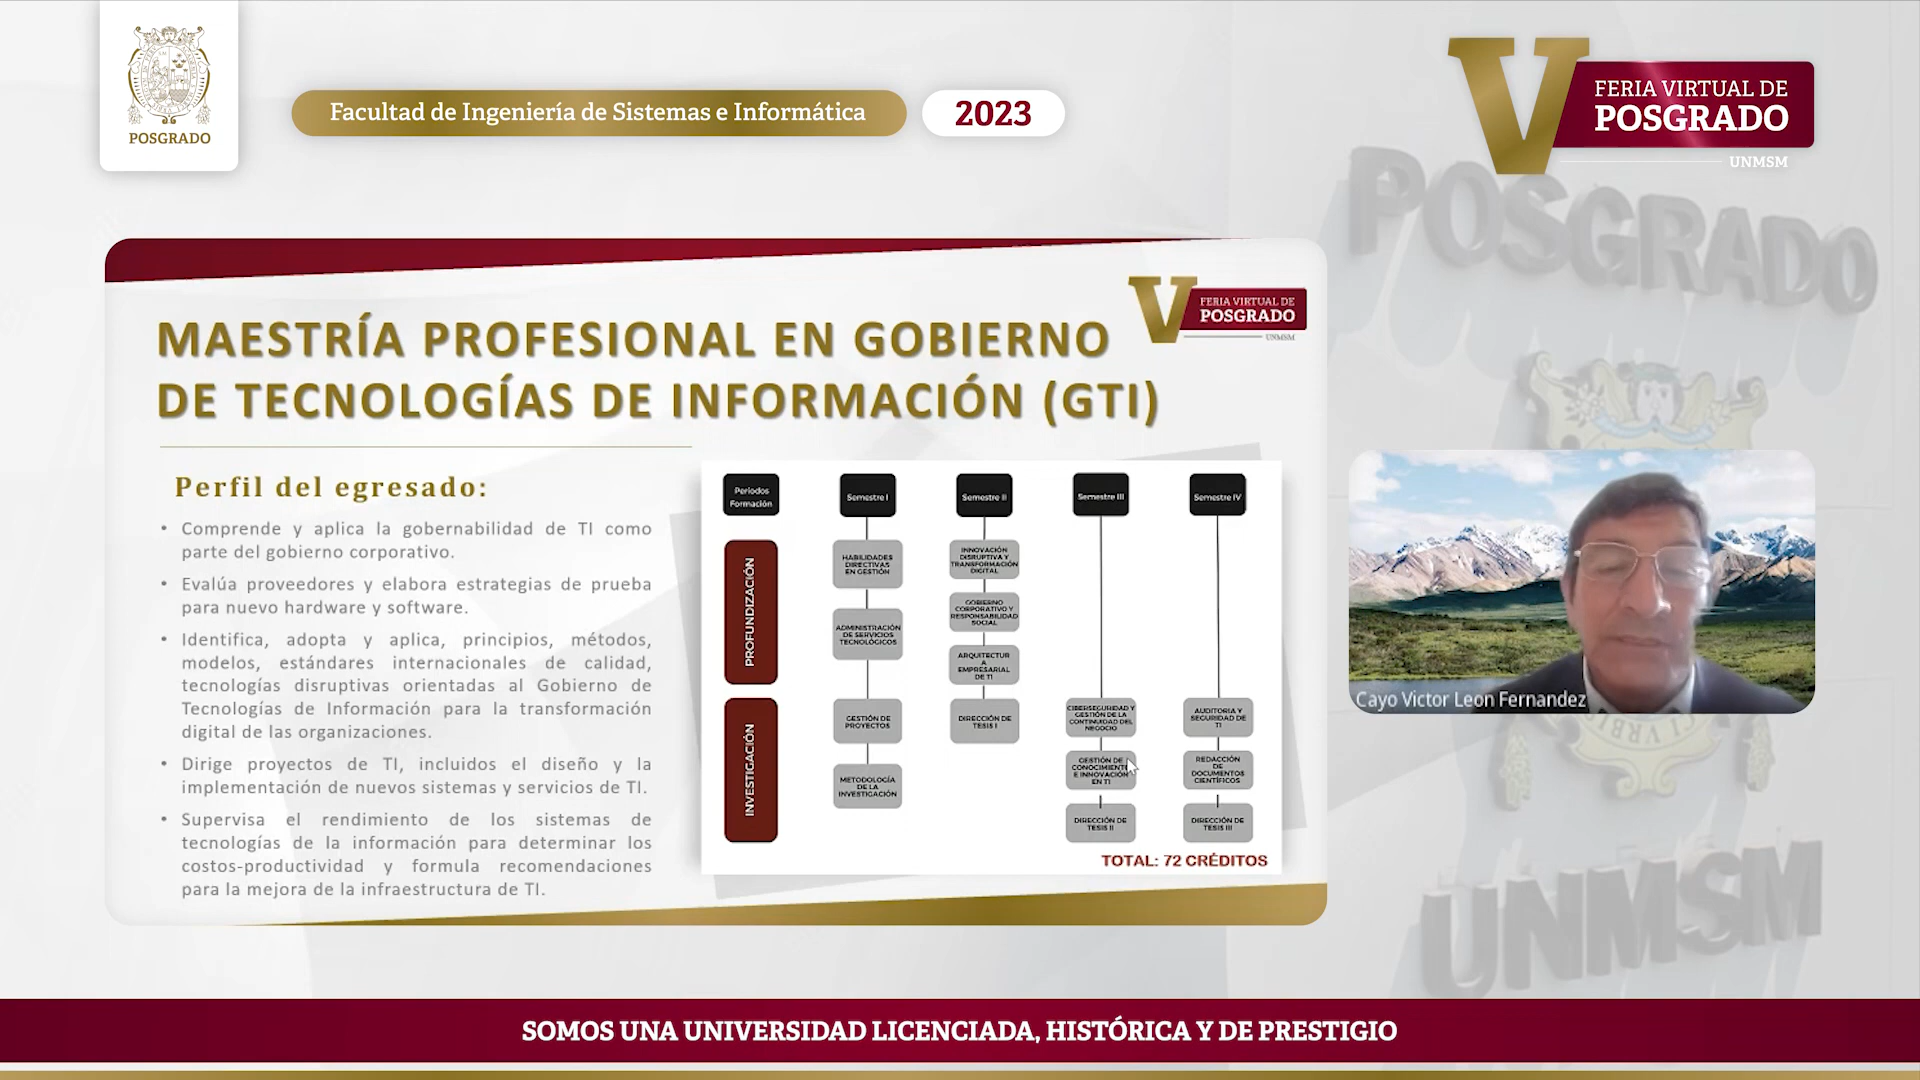 POSGRADO
Facultad de Ingeniería de Sistemas e Informática
2023
V
FERIA VIRTUAL DE
POSGRADO
UNMSM
POSGRADO
MAESTRÍA PROFESIONAL EN GOBIERNO
DE TECNOLOGÍAS DE INFORMACIÓN (GTI)
V
FERIA VIRTUAL DE
POSGRADO
UNMSM
Perfil del egresado:
• Comprende y aplica la gobernabilidad de TI como
parte del gobierno corporativo.
• Evalúa proveedores y elabora estrategias de prueba
para nuevo hardware y software.
• Identifica, adopta y aplica, principios, métodos,
modelos, estándares internacionales de calidad,
tecnologías disruptivas orientadas al Gobierno de
Tecnologías de Información para la transformación
digital de las organizaciones.
• Dirige proyectos de TI, incluidos el diseño y la
implementación de nuevos sistemas y servicios de TI.
• Supervisa el rendimiento de los sistemas de
tecnologías de la información para determinar los
costos-productividad y formula recomendaciones
para la mejora de la infraestructura de TI.
Periodos
Formación
Semestre I
Semestre II
Semestre III
Semestre IV
PROFUNDIZACIÓN
HABILIDADES
DIRECTIVAS
EN GESTIÓN
ADMINISTRACIÓN
DE SERVICIOS
TECNOLÓGICOS
INNOVACIÓN
DISRUPTIVA Y
TRANSFORMACIÓN
DIGITAL
GOBIERNO
CORPORATIVO Y
RESPONSABILIDAD
SOCIAL
ARQUITECTUR
A
EMPRESARIAL
DE TI
INVESTIGACIÓN
GESTIÓN DE
PROYECTOS
METODOLOGÍA
DE LA
INVESTIGACIÓN
DIRECCIÓN DE
TESIS I
CIBERSEGURIDAD Y
GESTIÓN DE LA
CONTINUIDAD DEL
NEGOCIO
GESTIÓN DE
CONOCIMIENTO
E INNOVACIÓN
EN TI
DIRECCIÓN DE
TESIS II
AUDITORIA Y
SEGURIDAD DE
TI
REDACCIÓN
DE
DOCUMENTOS
CIENTÍFICOS
DIRECCIÓN DE
TESIS III
TOTAL: 72 CRÉDITOS
Cayo Victor Leon Fernandez
UNMSM
SOMOS UNA UNIVERSIDAD LICENCIADA, HISTÓRICA Y DE PRESTIGIO